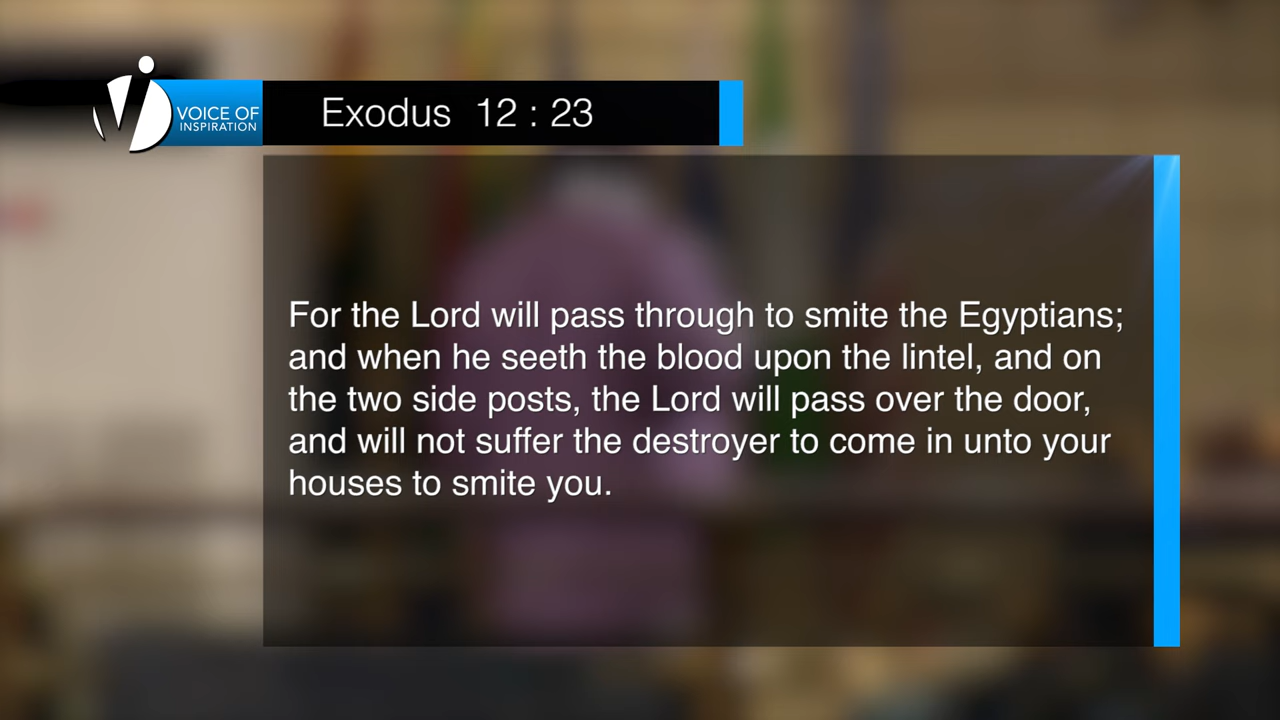 VOICE OF
INSPIRATION
Exodus 12 : 23
For the Lord will pass through to smite the Egyptians;
and when he seeth the blood upon the lintel, and on
the two side posts, the Lord will pass over the door,
and will not suffer the destroyer to come in unto your
houses to smite you.